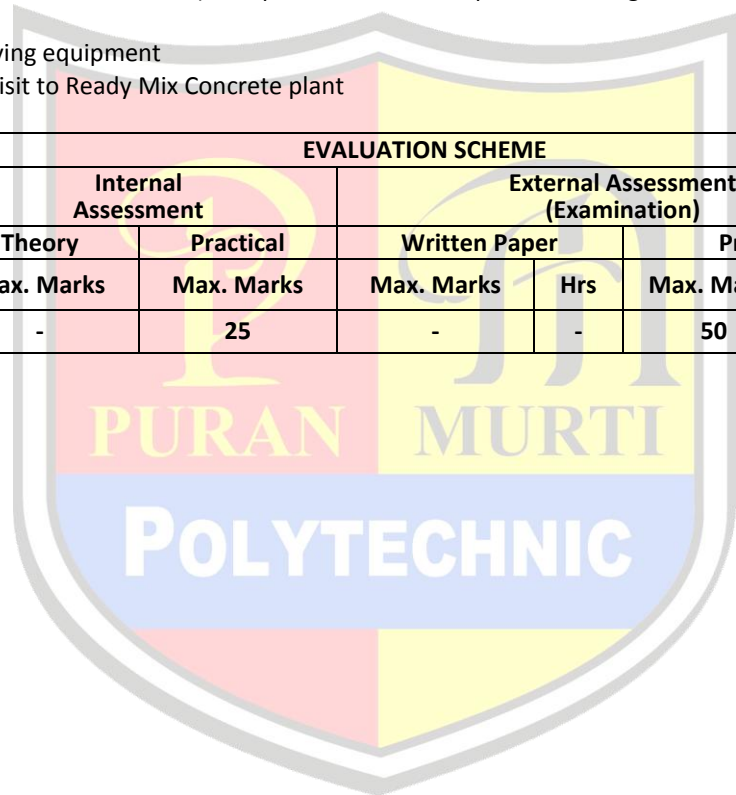 ving equipment
isit to Ready Mix Concrete plant
EVALUATION SCHEME
Internal Assessment External Assessment (Examination)
Theory Practical Written Paper P
ax. Marks Max. Marks Max. Marks Hrs Max. Ma
- 25 - - 50
PURAN MURTI
POLYTECHNIC